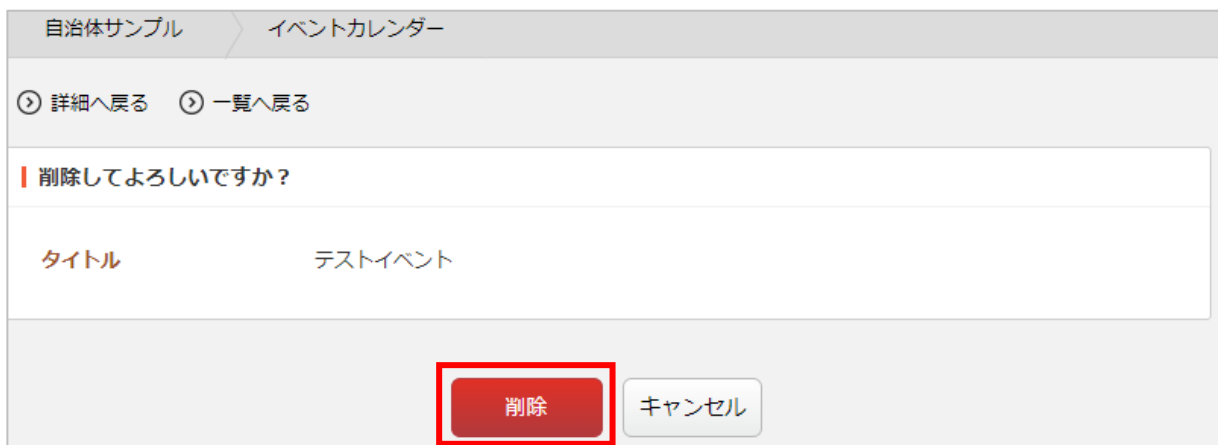 自治体サンプル イベントカレンダー
詳細へ戻る 一覧へ戻る
削除してよろしいですか？
タイトル テストイベント
削除 キャンセル